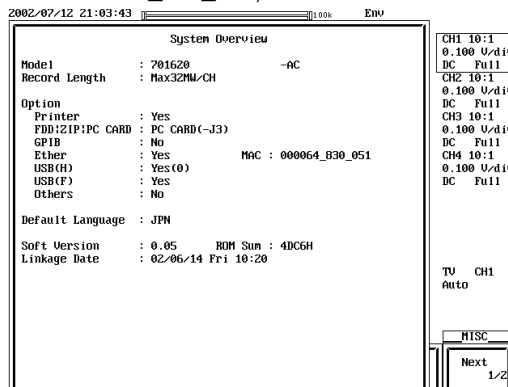 2002/07/12 21:03:43 100k Env
System Overview
Model : 701620 -AC
Record Length : Max32MW/CH
Option
Printer : Yes
FDD¦ZIP¦PC CARD : PC CARD(-J3)
GPIB : No
Ether : Yes MAC : 000064_830_051
USB(H) : Yes(0)
USB(F) : Yes
Others : No
Default Language : JPN
Soft Version : 0.05 ROM Sum : 4DC6H
Linkage Date : 02/06/14 Fri 10:20
CH1 10:1
0.100 V/di
DC Full
CH2 10:1
0.100 V/di
DC Full
CH3 10:1
0.100 V/di
DC Full
CH4 10:1
0.100 V/di
DC Full
TV CH1
Auto
MISC
Next
1/2